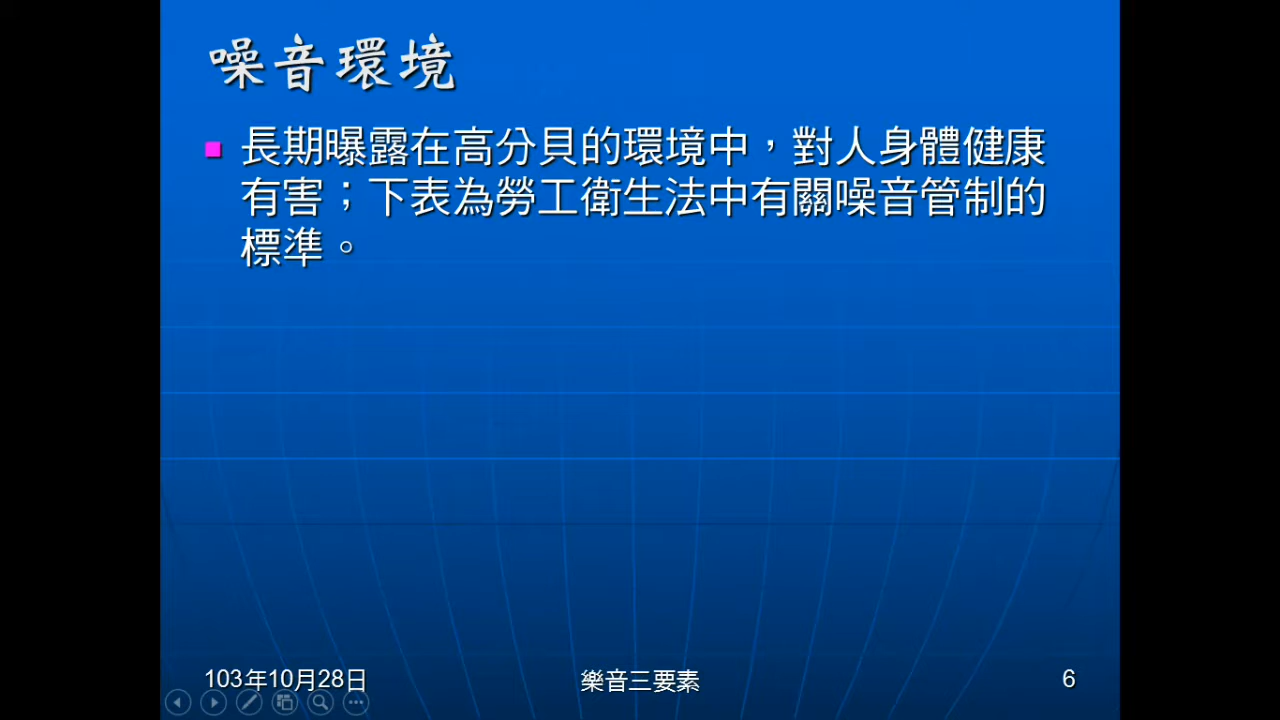 噪音環境
長期曝露在高分貝的環境中，對人身體健康
有害；下表為勞工衛生法中有關噪音管制的
標準。
103年10月28日
樂音三要素
6